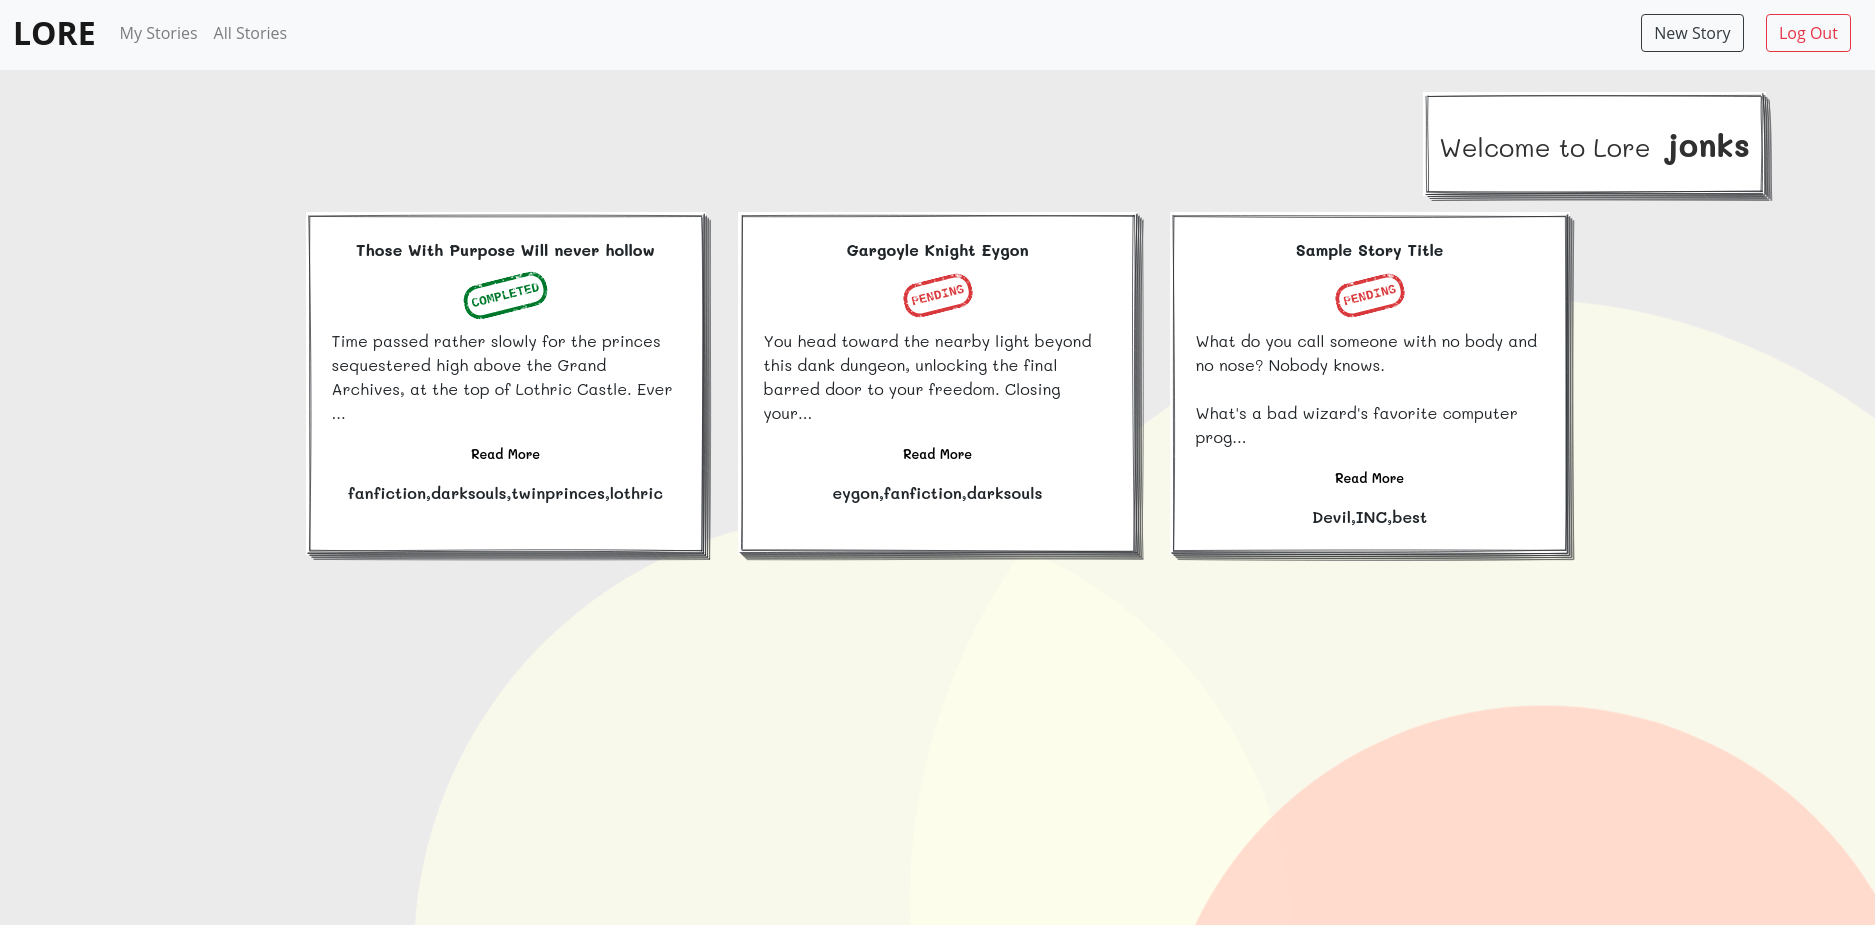 LORE My Stories All Stories New Story Log Out
Welcome to Lore jonks
Those With Purpose Will never hollow
COMPLETED
Time passed rather slowly for the princes
sequestered high above the Grand
Archives, at the top of Lothric Castle. Ever
...
Read More
fanfiction,darksouls,twinprinces,lothric
Gargoyle Knight Eygon
PENDING
You head toward the nearby light beyond
this dank dungeon, unlocking the final
barred door to your freedom. Closing
your...
Read More
eygon,fanfiction,darksouls
Sample Story Title
PENDING
What do you call someone with no body and
no nose? Nobody knows.
What's a bad wizard's favorite computer
prog...
Read More
Devil,INC,best